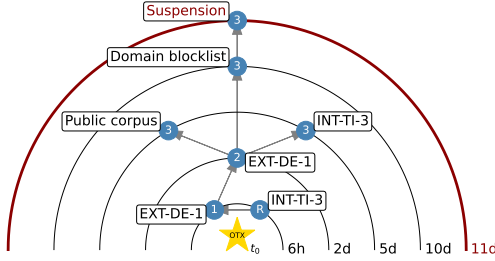 Suspension
3
Domain blocklist
3
Public corpus
3
3
INT-TI-3
2
EXT-DE-1
EXT-DE-1
1
R
INT-TI-3
OTX
t0
6h
2d
5d
10d
11d